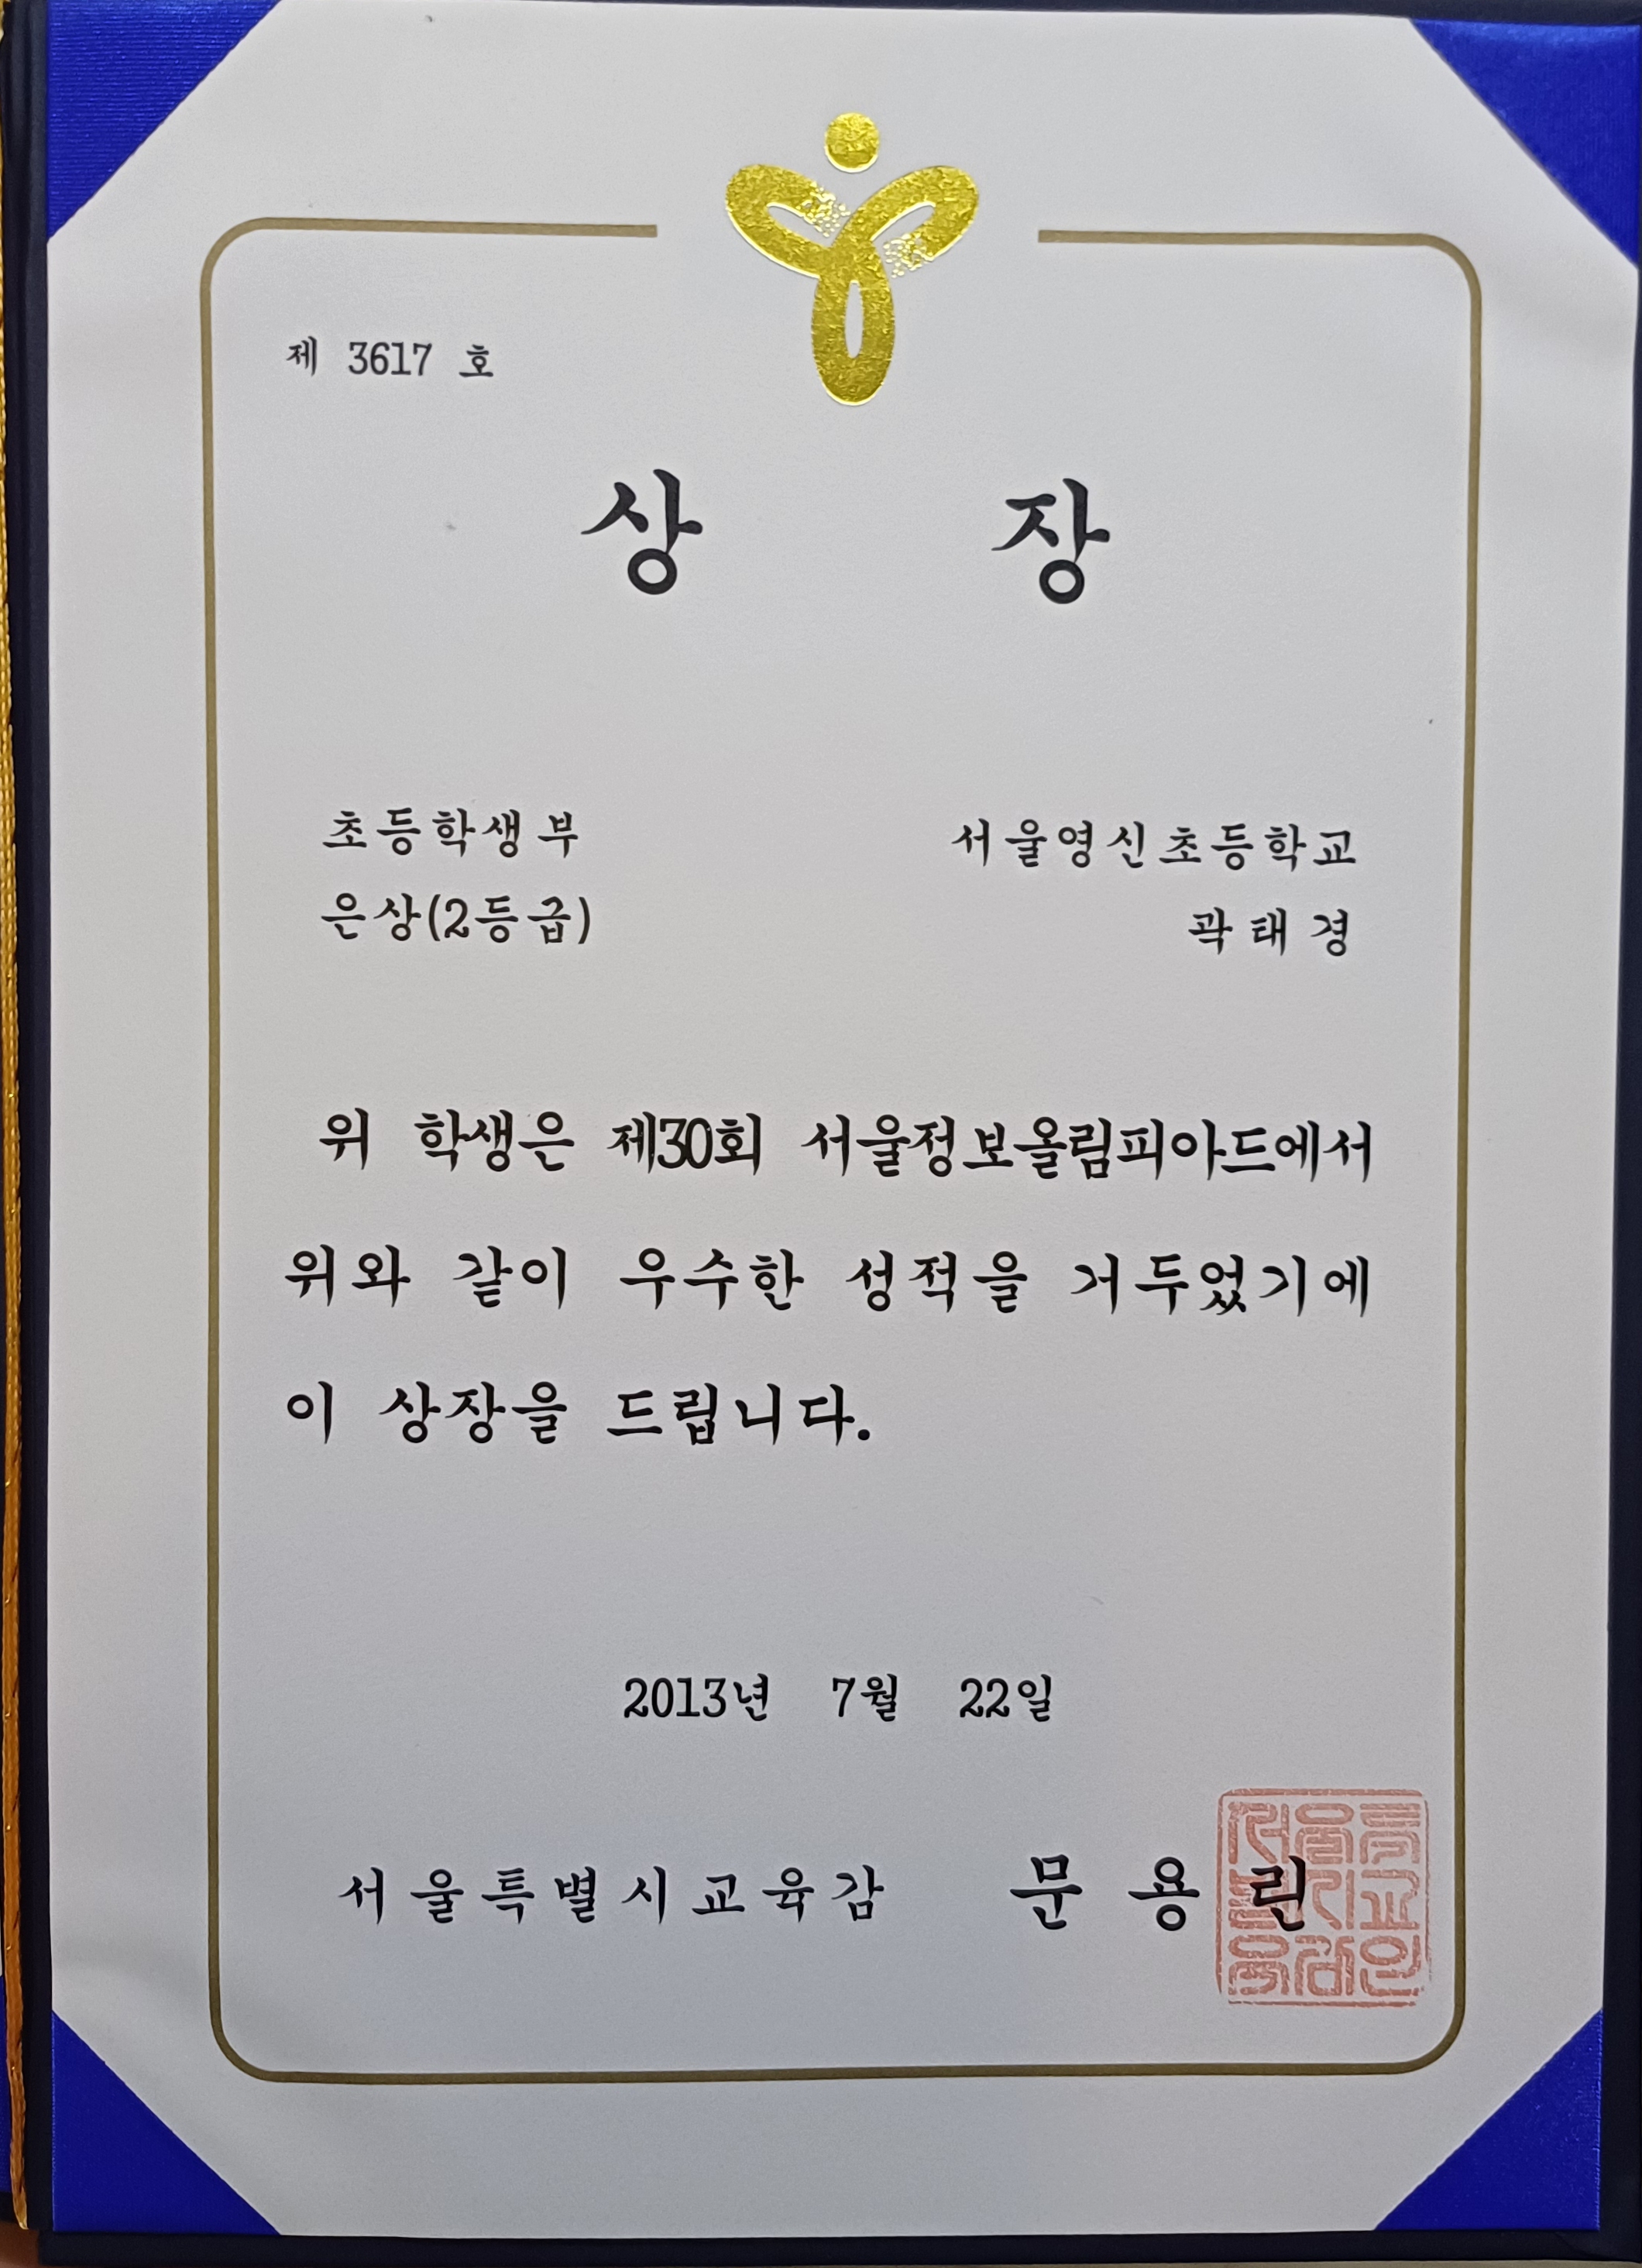 제 3617 호
상 장
초등학생부
은상(2등급)
서울영신초등학교
곽태경
위 학생은 제30회 서울정보올림피아드에서
위와 같이 우수한 성적을 거두었기에
이 상장을 드립니다.
2013년 7월 22일
서울특별시교육감 문용린
서울특
별시교
육감인